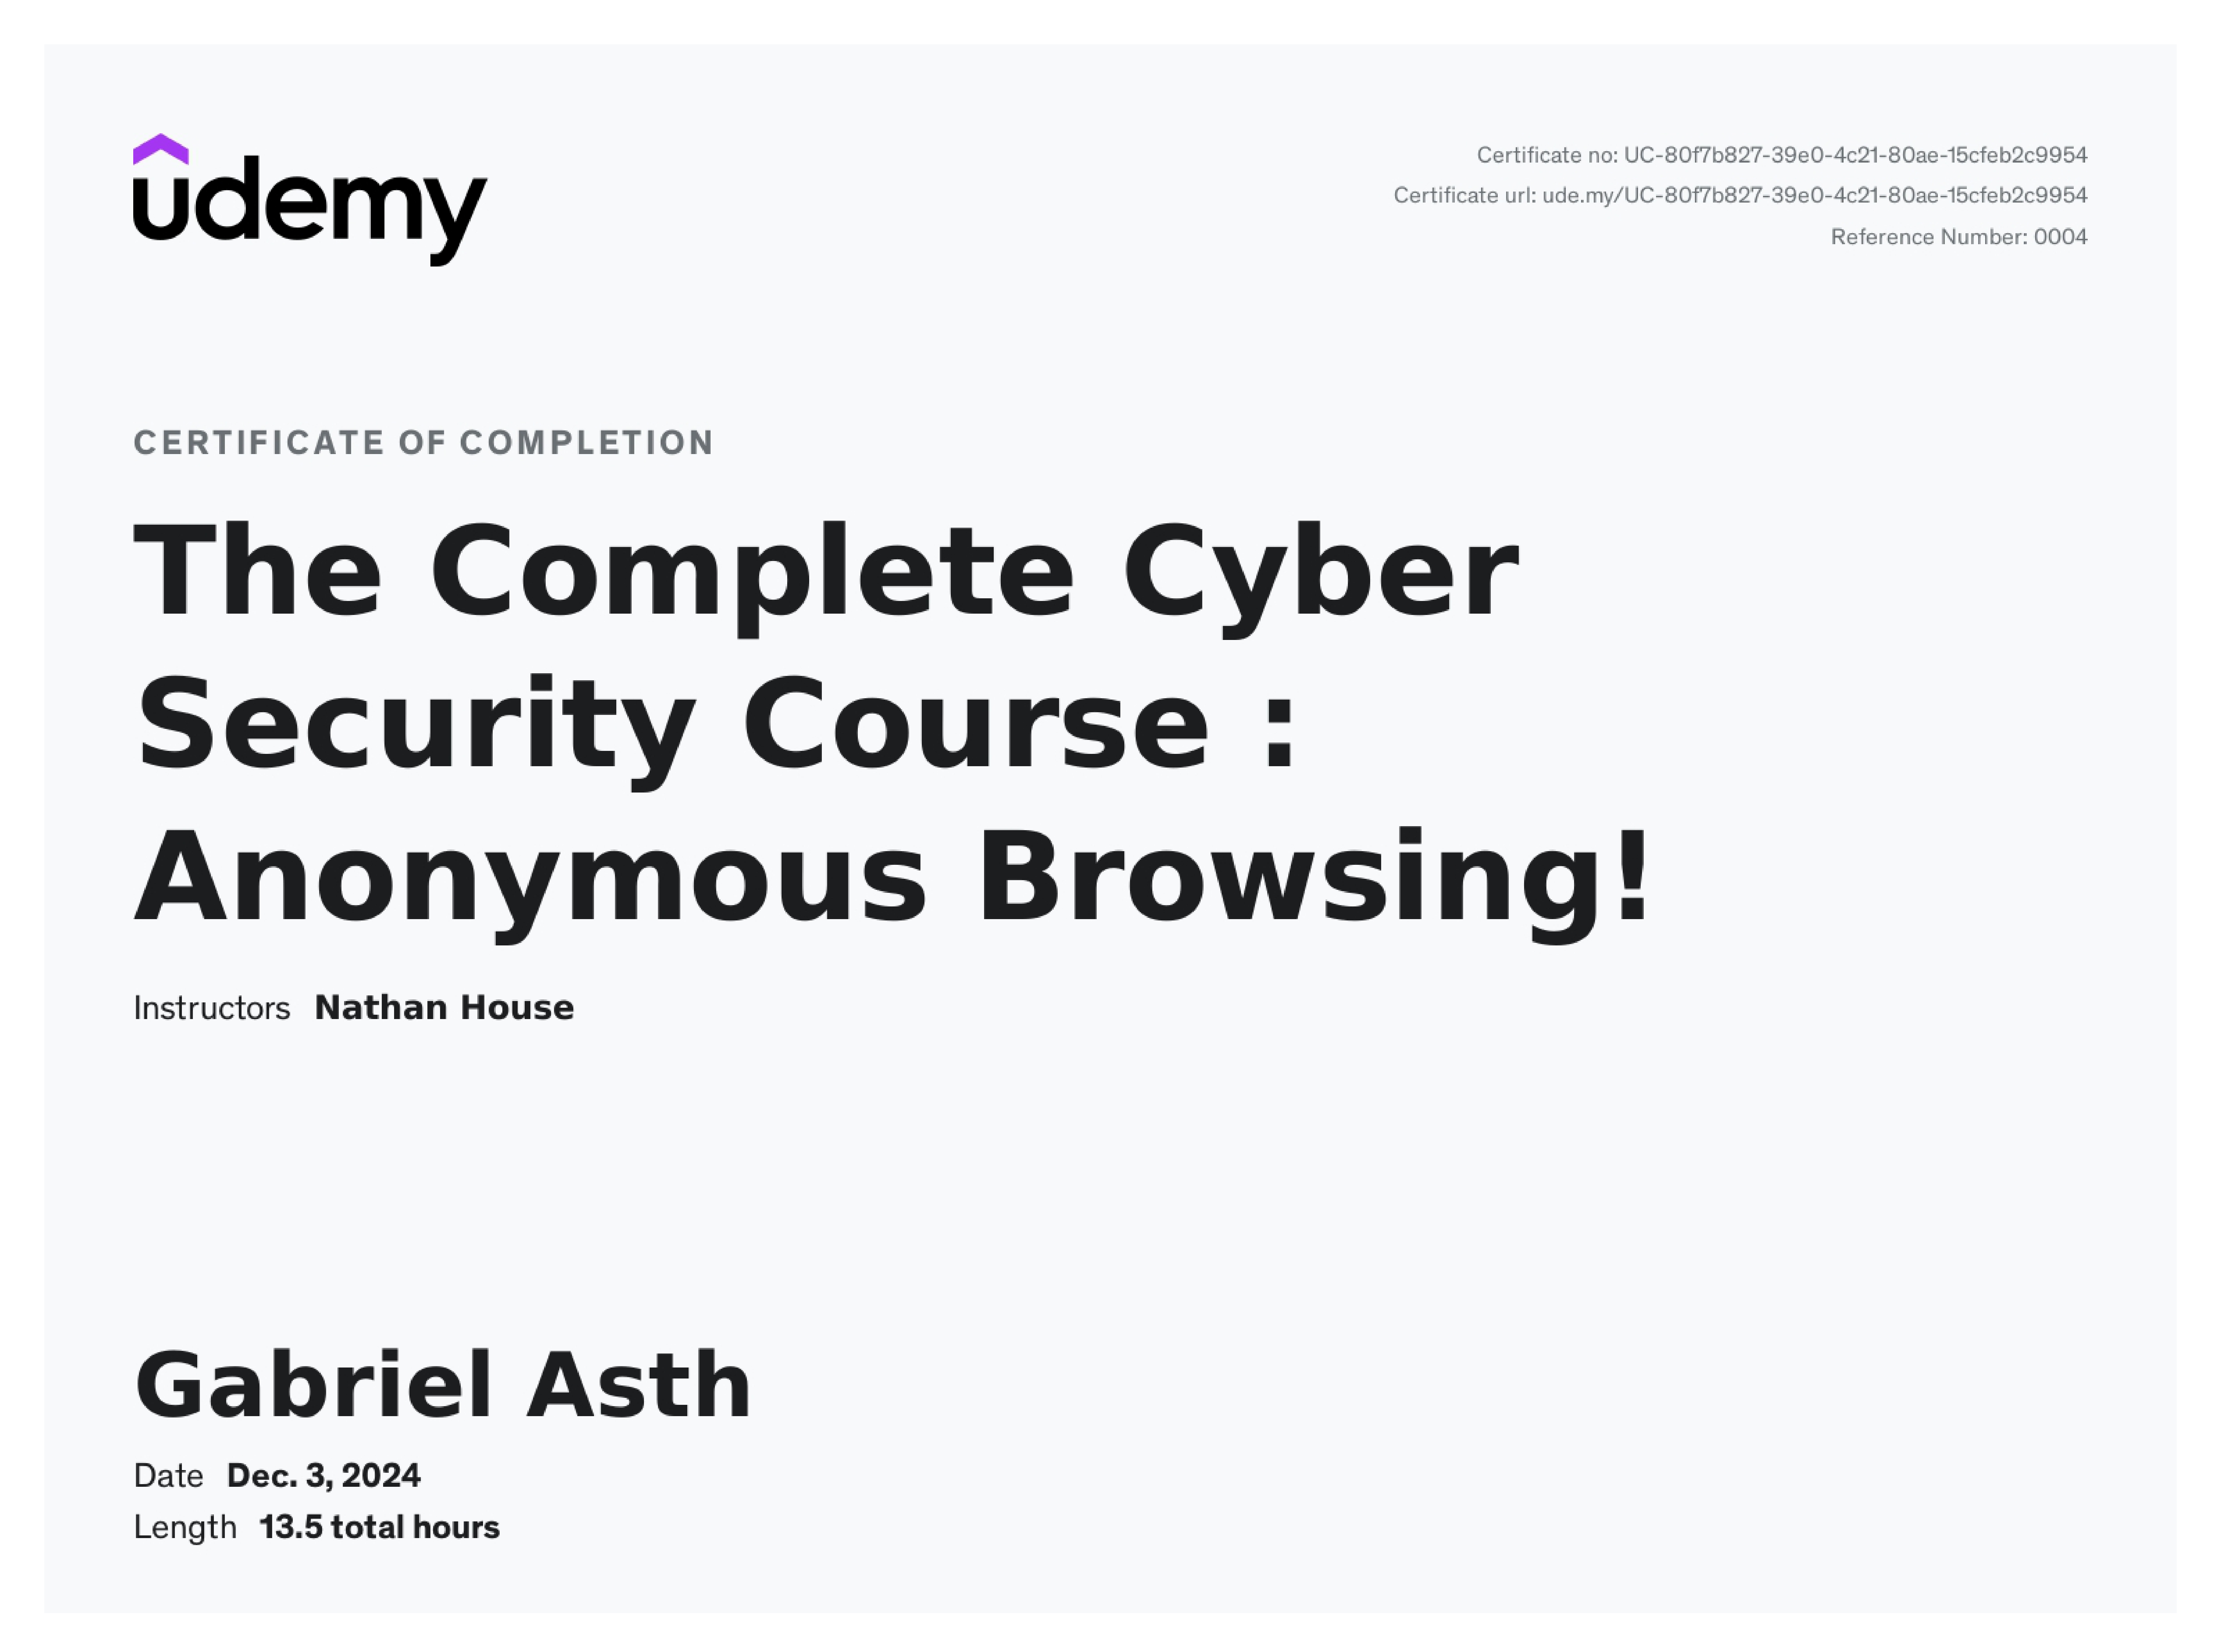 udemy
Certificate no: UC-80f7b827-39e0-4c21-80ae-15cfeb2c9954
Certificate url: ude.my/UC-80f7b827-39e0-4c21-80ae-15cfeb2c9954
Reference Number: 0004
CERTIFICATE OF COMPLETION
The Complete Cyber
Security Course :
Anonymous Browsing!
Instructors Nathan House
Gabriel Asth
Date Dec. 3, 2024
Length 13.5 total hours